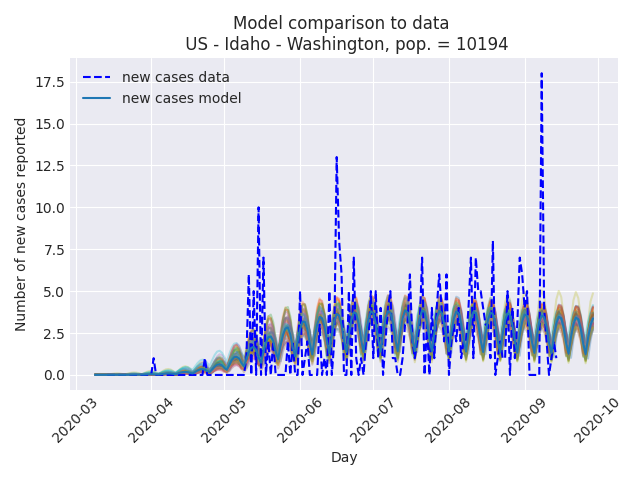 Model comparison to data
US - Idaho - Washington, pop. = 10194
new cases data
new cases model
Number of new cases reported
17.5
15.0
12.5
10.0
7.5
5.0
2.5
0.0
2020-03
2020-04
2020-05
2020-06
2020-07
2020-08
2020-09
2020-10
Day